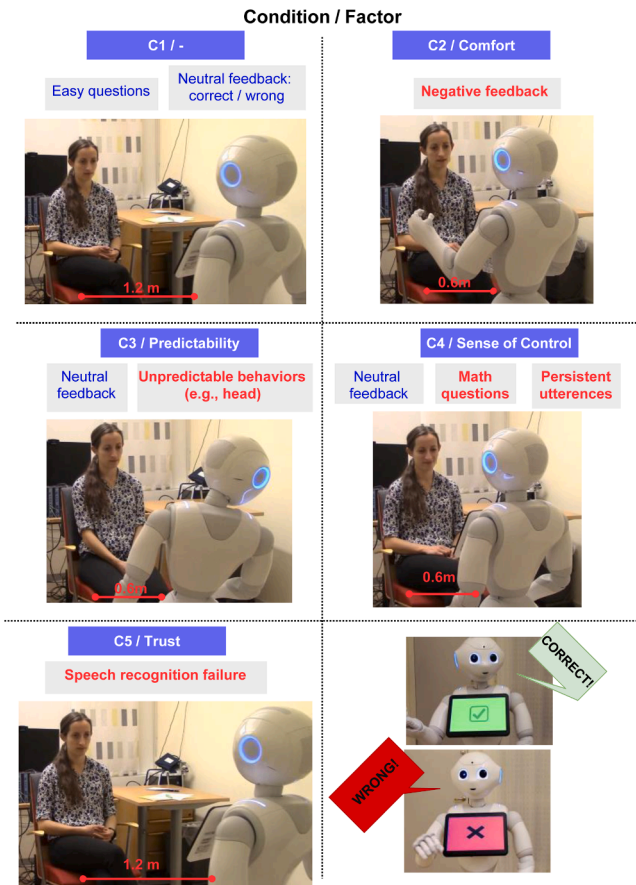 Condition / Factor
C1 / -
Easy questions
Neutral feedback:
correct / wrong
1.2 m
C2 / Comfort
Negative feedback
0.6m
C3 / Predictability
Neutral
feedback
Unpredictable behaviors
(e.g., head)
0.6m
C4 / Sense of Control
Neutral
feedback
Math
questions
Persistent
utterences
0.6m
C5 / Trust
Speech recognition failure
1.2 m
CORRECT!
WRONG!